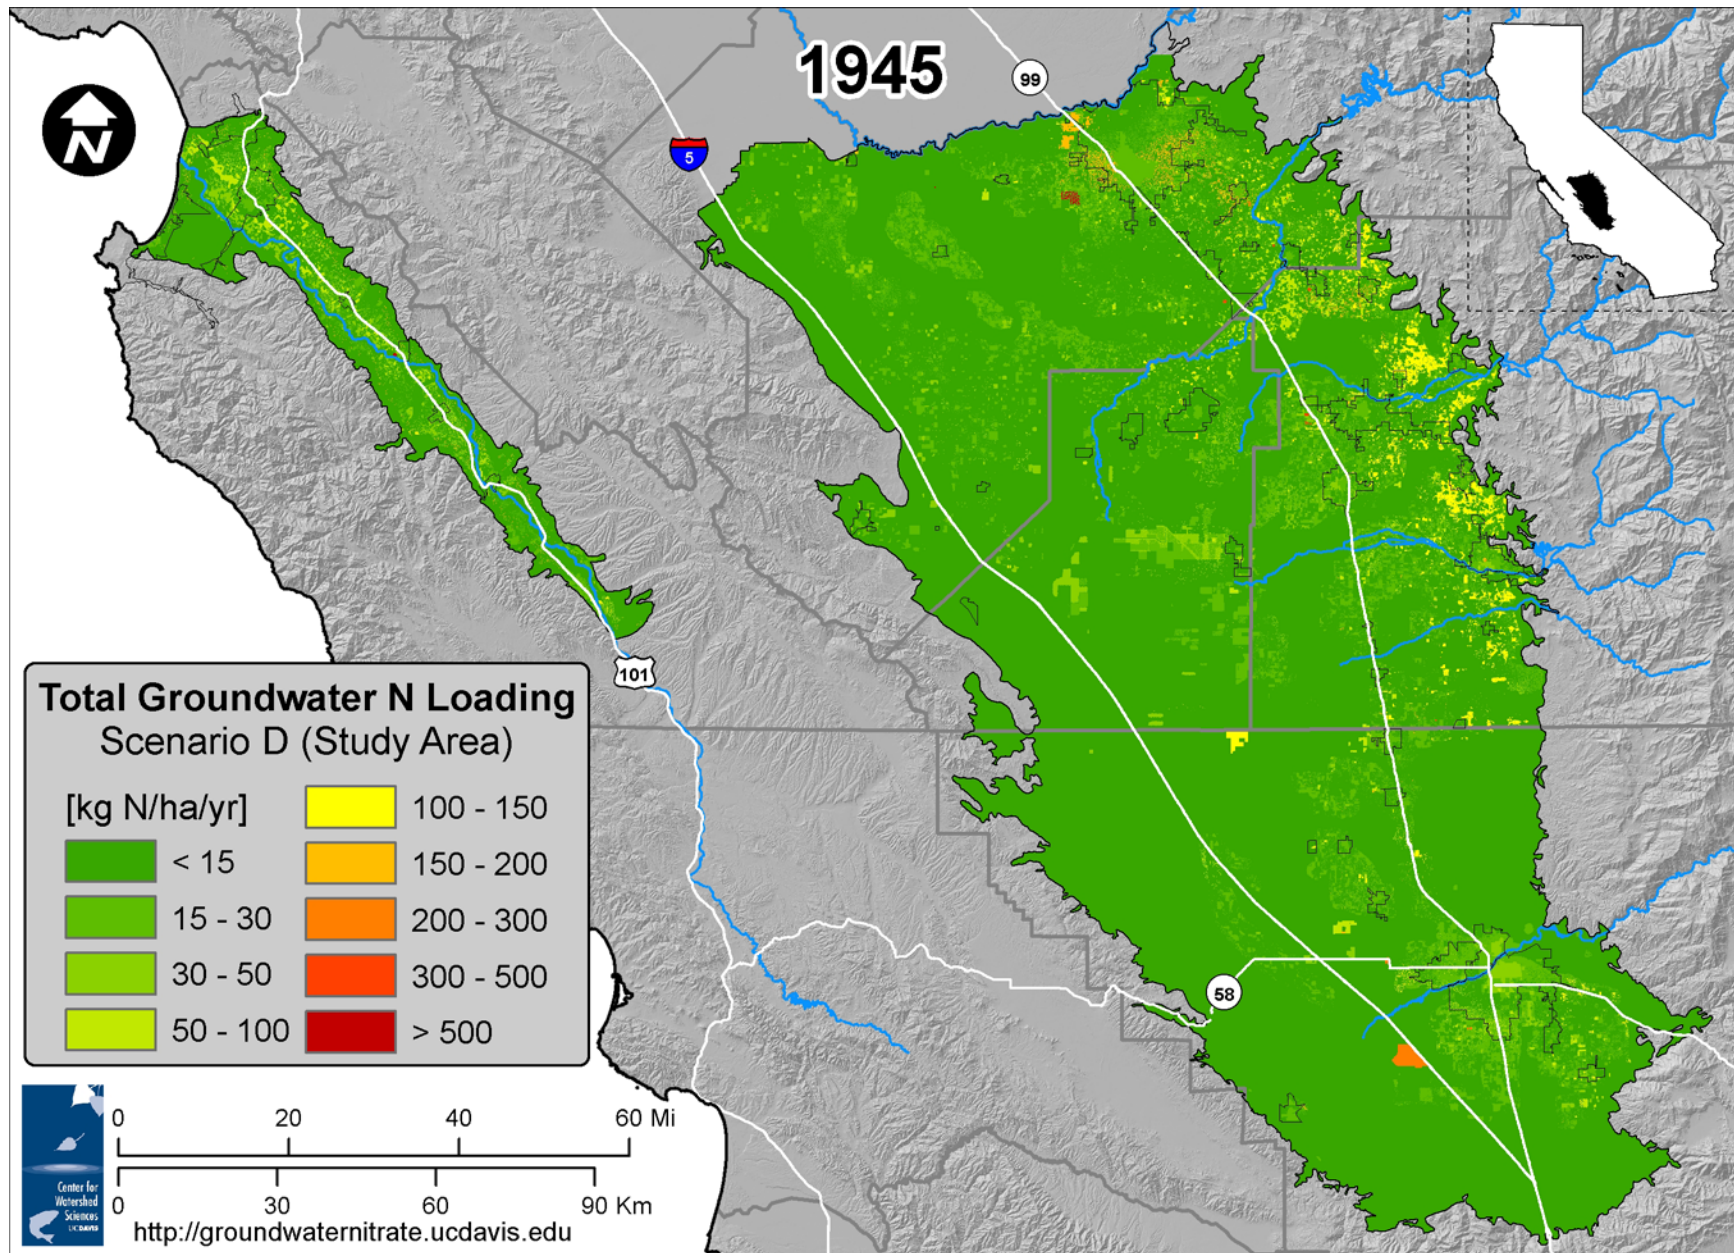 1945
99
5
N
101
58
Total Groundwater N Loading
Scenario D (Study Area)
[kg N/ha/yr]
< 15
15 - 30
30 - 50
50 - 100
100 - 150
150 - 200
200 - 300
300 - 500
> 500
0 20 40 60 Mi
0 30 60 90 Km
Center for
Watershed
Sciences
UC DAVIS
http://groundwaternitrate.ucdavis.edu